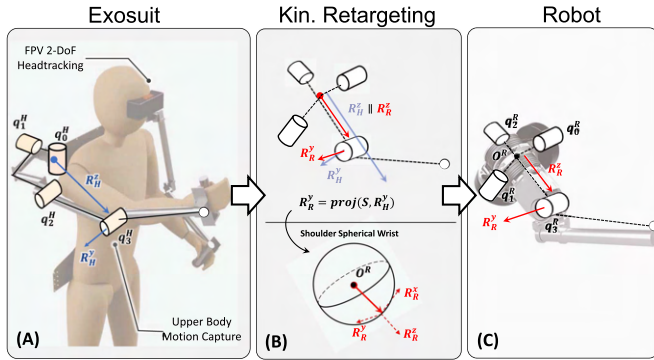 Exosuit
Kin. Retargeting
Robot
FPV 2-DoF
Headtracking
q_1^H
q_0^H
R_H^z
q_2^H
R_H^y
q_3^H
(A)
Upper Body
Motion Capture
R_H^z ∥ R_R^z
R_R^y
R_H^y
R_R^y = proj(S, R_H^y)
Shoulder Spherical Wrist
O^R
R_R^x
R_R^y
R_R^z
(B)
q_2^R
q_0^R
O^R
R_R^z
q_1^R
R_R^y
q_3^R
(C)